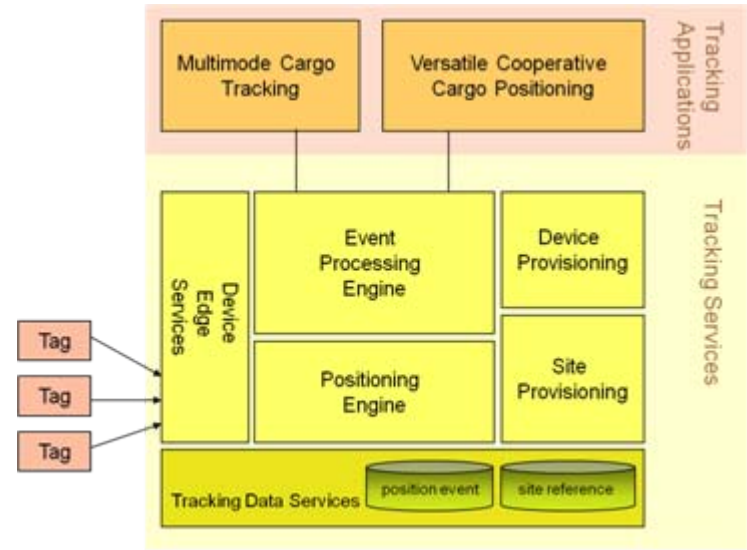 Multimode Cargo
Tracking
Versatile Cooperative
Cargo Positioning
Tracking
Applications
Device
Edge
Services
Event
Processing
Engine
Device
Provisioning
Tracking Services
Positioning
Engine
Site
Provisioning
Tag
Tag
Tag
Tracking Data Services
position event
site reference